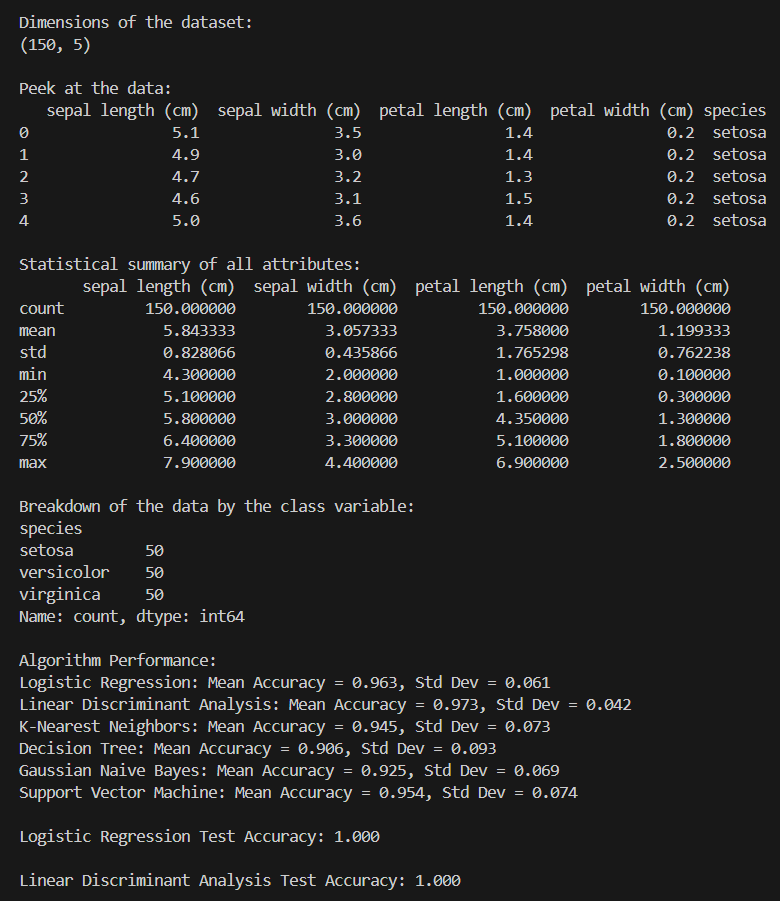 Dimensions of the dataset:
(150, 5)

Peek at the data:
   sepal length (cm)  sepal width (cm)  petal length (cm)  petal width (cm) species
0                5.1               3.5                1.4               0.2  setosa
1                4.9               3.0                1.4               0.2  setosa
2                4.7               3.2                1.3               0.2  setosa
3                4.6               3.1                1.5               0.2  setosa
4                5.0               3.6                1.4               0.2  setosa

Statistical summary of all attributes:
       sepal length (cm)  sepal width (cm)  petal length (cm)  petal width (cm)
count         150.000000        150.000000         150.000000        150.000000
mean            5.843333          3.057333           3.758000          1.199333
std             0.828066          0.435866           1.765298          0.762238
min             4.300000          2.000000           1.000000          0.100000
25%             5.100000          2.800000           1.600000          0.300000
50%             5.800000          3.000000           4.350000          1.300000
75%             6.400000          3.300000           5.100000          1.800000
max             7.900000          4.400000           6.900000          2.500000

Breakdown of the data by the class variable:
species
setosa        50
versicolor    50
virginica     50
Name: count, dtype: int64

Algorithm Performance:
Logistic Regression: Mean Accuracy = 0.963, Std Dev = 0.061
Linear Discriminant Analysis: Mean Accuracy = 0.973, Std Dev = 0.042
K-Nearest Neighbors: Mean Accuracy = 0.945, Std Dev = 0.073
Decision Tree: Mean Accuracy = 0.906, Std Dev = 0.093
Gaussian Naive Bayes: Mean Accuracy = 0.925, Std Dev = 0.069
Support Vector Machine: Mean Accuracy = 0.954, Std Dev = 0.074

Logistic Regression Test Accuracy: 1.000

Linear Discriminant Analysis Test Accuracy: 1.000